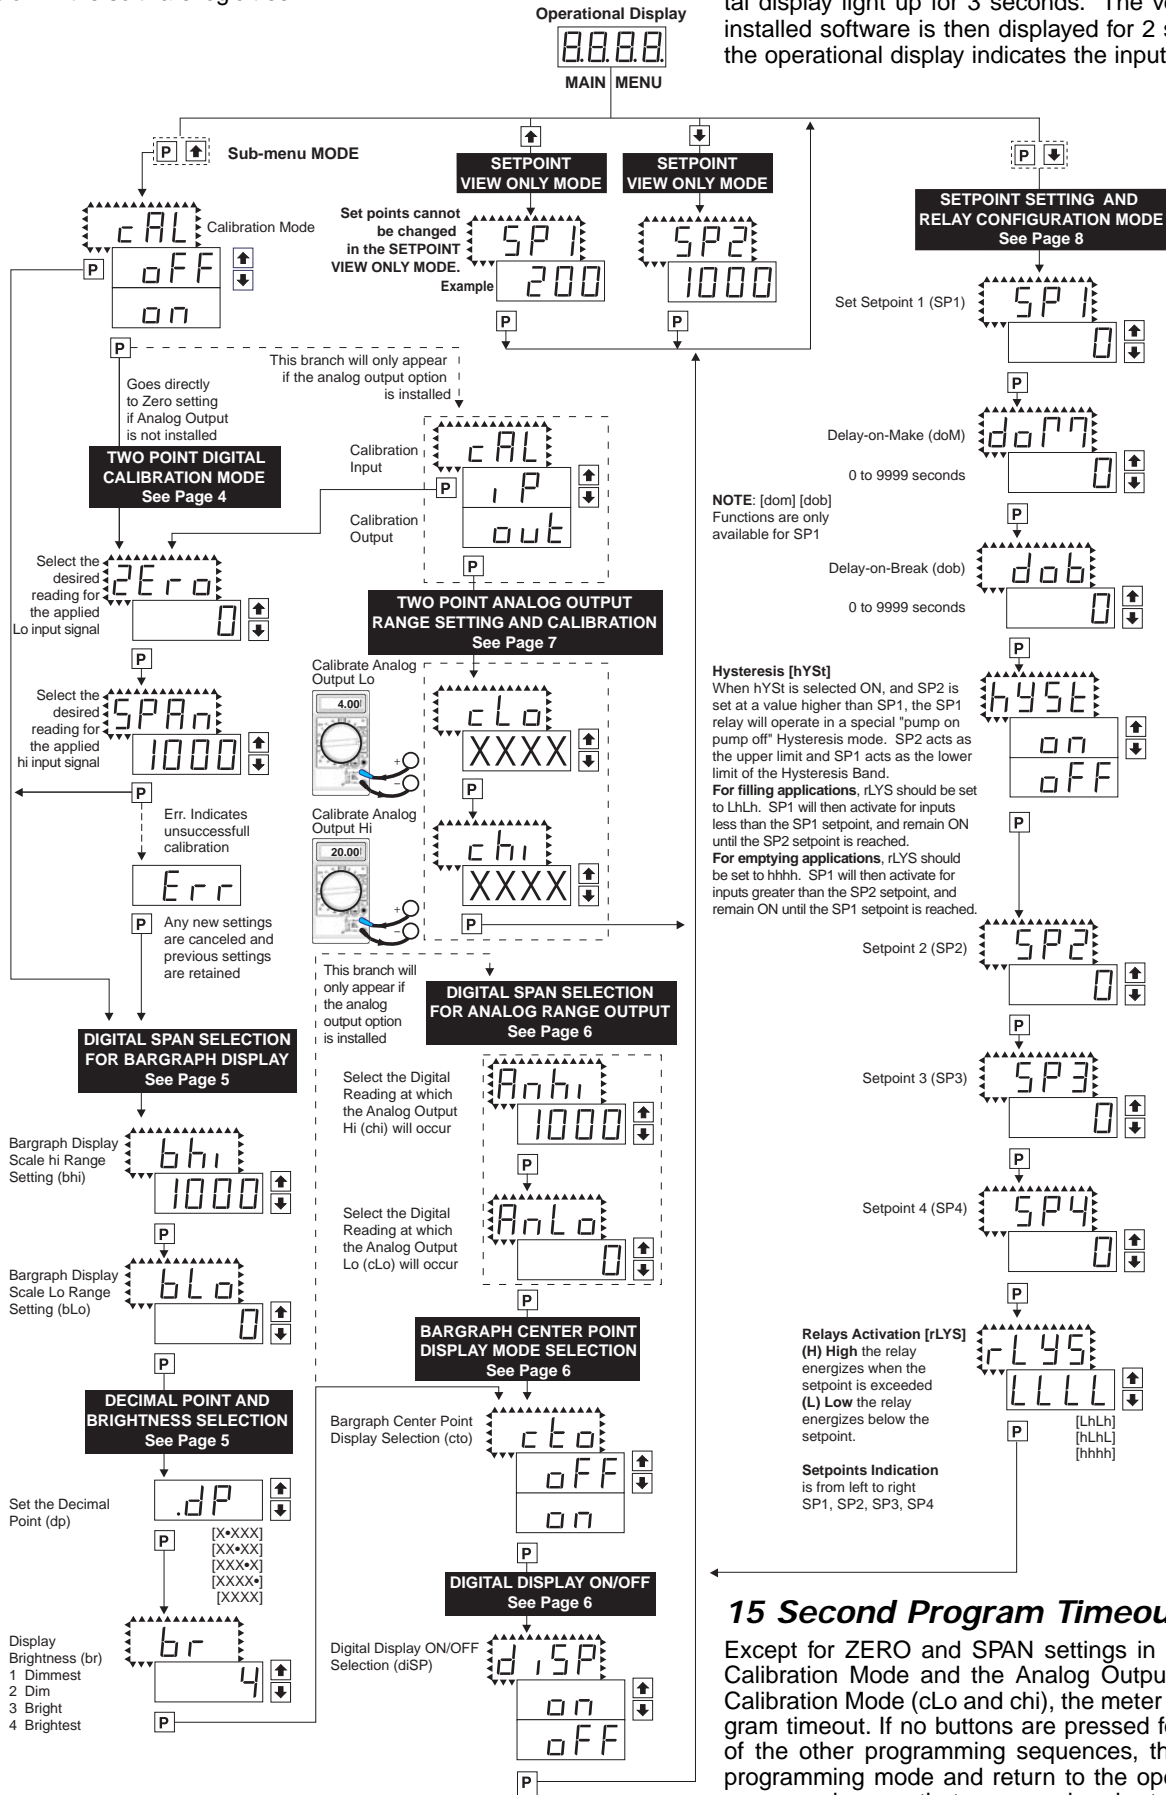 Operational Display
8.8.8.8.
MAIN MENU
tal display light up for 3 seconds. The
installed software is then displayed for 2
the operational display indicates the input
P
Sub-menu MODE
SETPOINT
VIEW ONLY MODE
SETPOINT
VIEW ONLY MODE
P
SETPOINT SETTING AND
RELAY CONFIGURATION MODE
See Page 8
cAL
Calibration Mode
P
oFF
on
P
Set points cannot
be changed
in the SETPOINT
VIEW ONLY MODE.
Example
SP1
200
P
SP2
1000
P
This branch will only appear
if the analog output option
is installed
Goes directly
to Zero setting
if Analog Output
is not installed
TWO POINT DIGITAL
CALIBRATION MODE
See Page 4
Calibration
Input
cAL
P
iP
Calibration
Output
out
P
Select the
desired
reading for
the applied
Lo input signal
ZEro
0
P
Select the
desired
reading for
the applied
hi input signal
SPAn
1000
P
Err. Indicates
unsuccessfull
calibration
Err
P
Any new settings
are canceled and
previous settings
are retained
TWO POINT ANALOG OUTPUT
RANGE SETTING AND CALIBRATION
See Page 7
Calibrate Analog
Output Lo
4.00
+
−
cLo
XXXX
P
Calibrate Analog
Output Hi
20.00
+
−
chi
XXXX
P
This branch will
only appear if
the analog
output option
is installed
DIGITAL SPAN SELECTION
FOR ANALOG RANGE OUTPUT
See Page 6
DIGITAL SPAN SELECTION
FOR BARGRAPH DISPLAY
See Page 5
Bargraph Display
Scale hi Range
Setting (bhi)
bhi
1000
P
Bargraph Display
Scale Lo Range
Setting (bLo)
bLo
0
P
DECIMAL POINT AND
BRIGHTNESS SELECTION
See Page 5
Set the Decimal
Point (dp)
.dP
P
[X•XXX]
[XX•XX]
[XXX•X]
[XXXX•]
[XXXX]
Display
Brightness (br)
1 Dimmest
2 Dim
3 Bright
4 Brightest
br
4
P
Select the Digital
Reading at which
the Analog Output
Hi (chi) will occur
Anhi
1000
P
Select the Digital
Reading at which
the Analog Output
Lo (cLo) will occur
AnLo
0
P
BARGRAPH CENTER POINT
DISPLAY MODE SELECTION
See Page 6
Bargraph Center Point
Display Selection (cto)
cto
oFF
on
P
DIGITAL DISPLAY ON/OFF
See Page 6
Digital Display ON/OFF
Selection (diSP)
diSP
on
oFF
P
Set Setpoint 1 (SP1)
SP1
0
P
Delay-on-Make (doM)
0 to 9999 seconds
doM
0
NOTE: [dom] [dob]
Functions are only
available for SP1
P
Delay-on-Break (dob)
0 to 9999 seconds
dob
0
P
Hysteresis [hYSt]
When hYSt is selected ON, and SP2 is
set at a value higher than SP1, the SP1
relay will operate in a special "pump on
pump off" Hysteresis mode. SP2 acts as
the upper limit and SP1 acts as the lower
limit of the Hysteresis Band.
For filling applications, rLYS should be set
to LhLh. SP1 will then activate for inputs
less than the SP1 setpoint, and remain ON
until the SP2 setpoint is reached.
For emptying applications, rLYS should
be set to hhhh. SP1 will then activate for
inputs greater than the SP2 setpoint, and
remain ON until the SP1 setpoint is reached.
hYSt
on
oFF
P
Setpoint 2 (SP2)
SP2
0
P
Setpoint 3 (SP3)
SP3
0
P
Setpoint 4 (SP4)
SP4
0
P
Relays Activation [rLYS]
(H) High the relay
energizes when the
setpoint is exceeded
(L) Low the relay
energizes below the
setpoint.
rLYS
LLLL
P
[LhLh]
[hLhL]
[hhhh]
Setpoints Indication
is from left to right
SP1, SP2, SP3, SP4
15 Second Program Timeou
Except for ZERO and SPAN settings in
Calibration Mode and the Analog Outpu
Calibration Mode (cLo and chi), the meter
gram timeout. If no buttons are pressed
of the other programming sequences,
programming mode and return to the